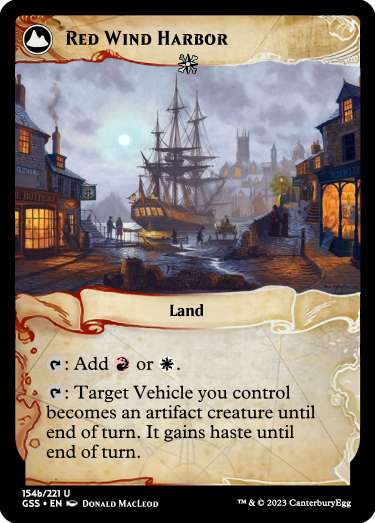 Red Wind Harbor
Land
: Add or .
: Target Vehicle you control
becomes an artifact creature until
end of turn. It gains haste until
end of turn.
154b/221 U
GSS • EN Donald MacLeod
™ & © 2023 CanterburyEgg